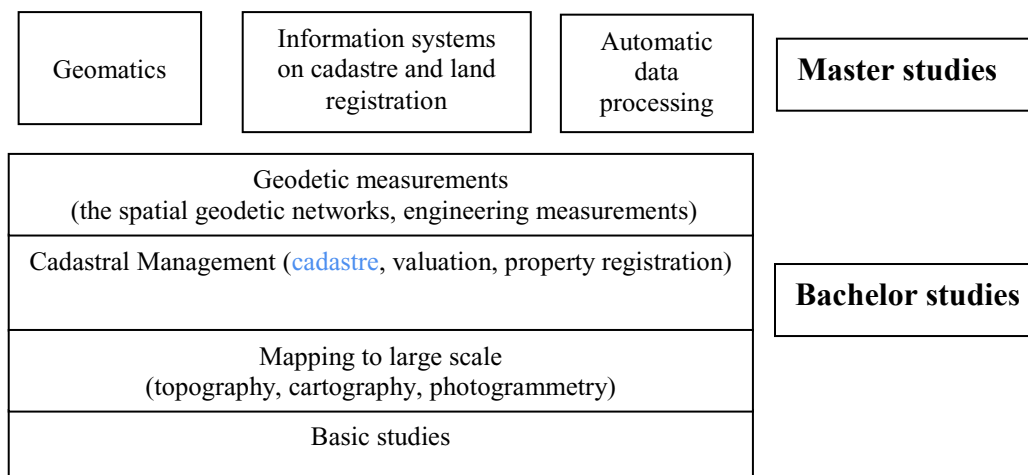 Geomatics
Information systems
on cadastre and land
registration
Automatic
data
processing
Master studies
Geodetic measurements
(the spatial geodetic networks, engineering measurements)
Cadastral Management (cadastre, valuation, property registration)
Bachelor studies
Mapping to large scale
(topography, cartography, photogrammetry)
Basic studies